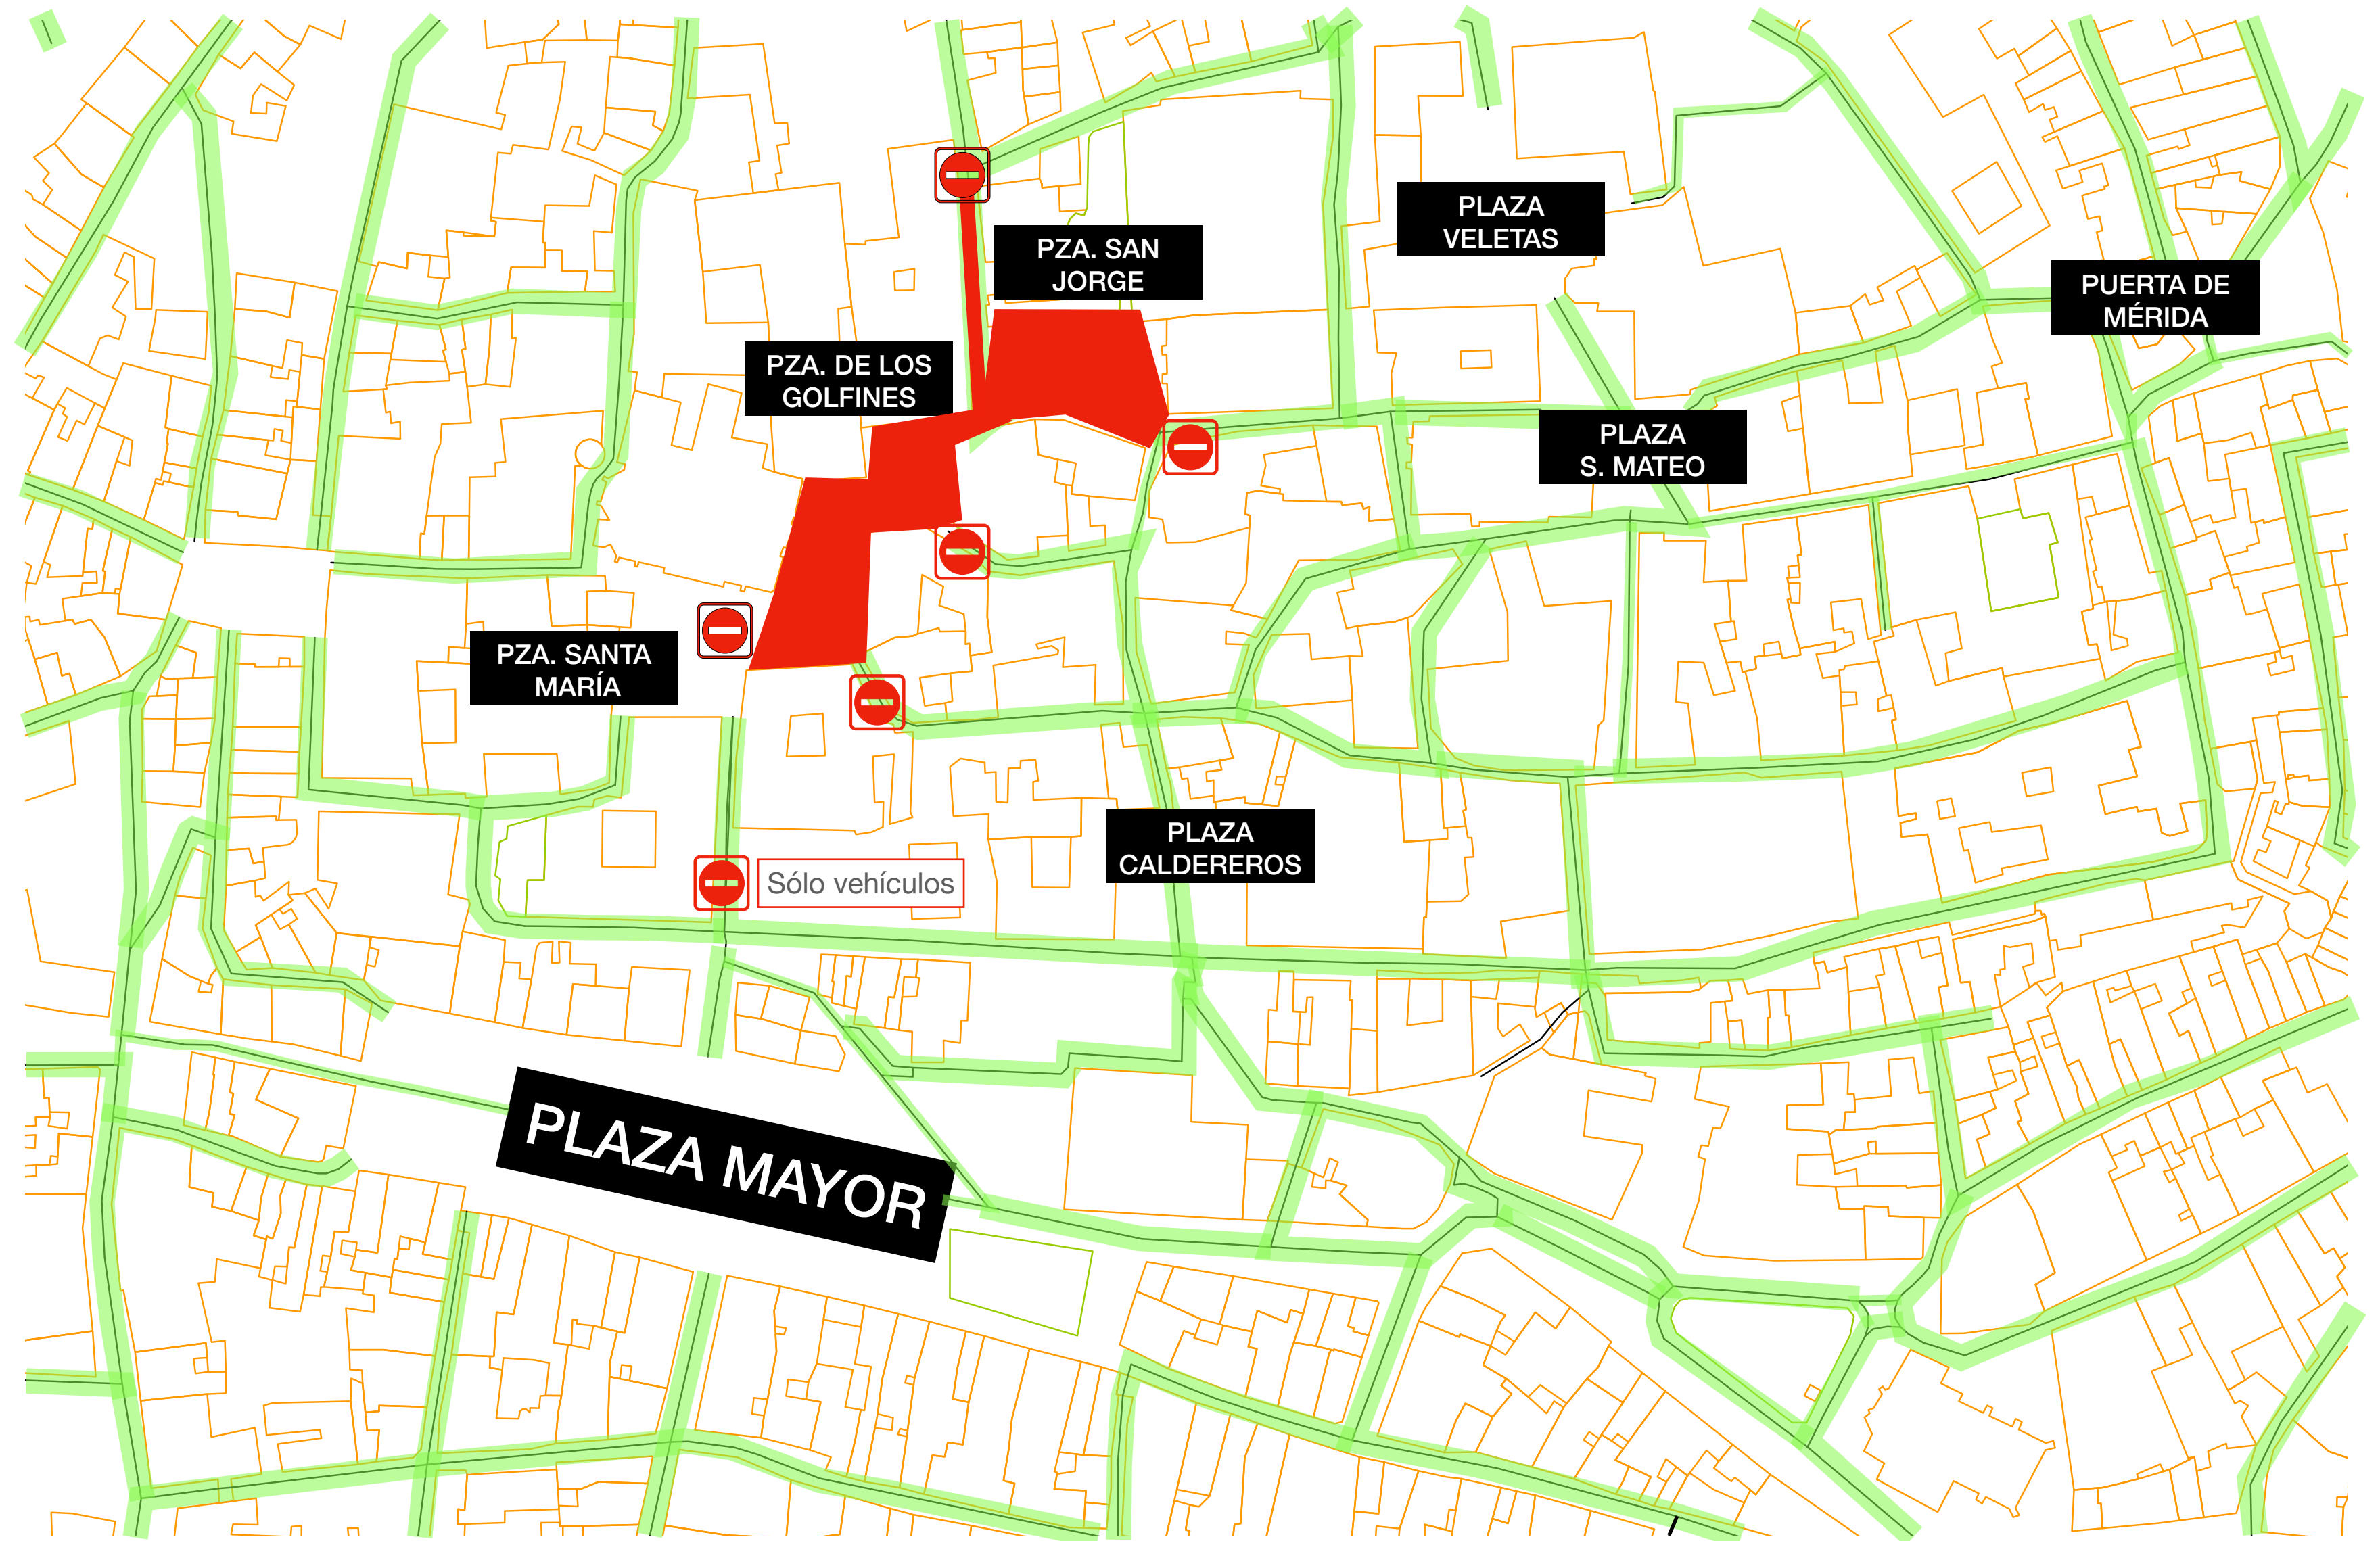 PLAZA
VELETAS
PZA. SAN
JORGE
PUERTA DE
MÉRIDA
PZA. DE LOS
GOLFINES
PLAZA
S. MATEO
PZA. SANTA
MARÍA
PLAZA
CALDEREROS
Sólo vehículos
PLAZA MAYOR